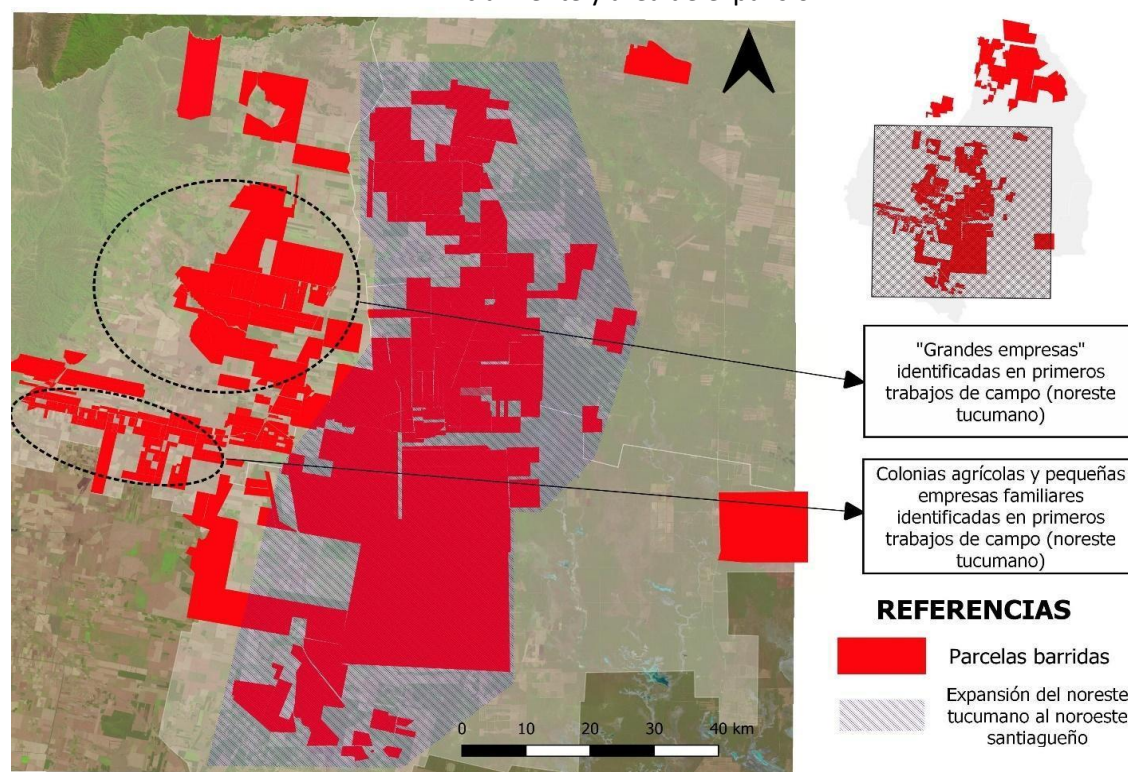 "Grandes empresas"
identificadas en primeros
trabajos de campo (noreste
tucumano)
Colonias agrícolas y pequeñas
empresas familiares
identificadas en primeros
trabajos de campo (noreste
tucumano)
REFERENCIAS
Parcelas barridas
Expansión del noreste
tucumano al noroeste
santiagueño
0 10 20 30 40 km